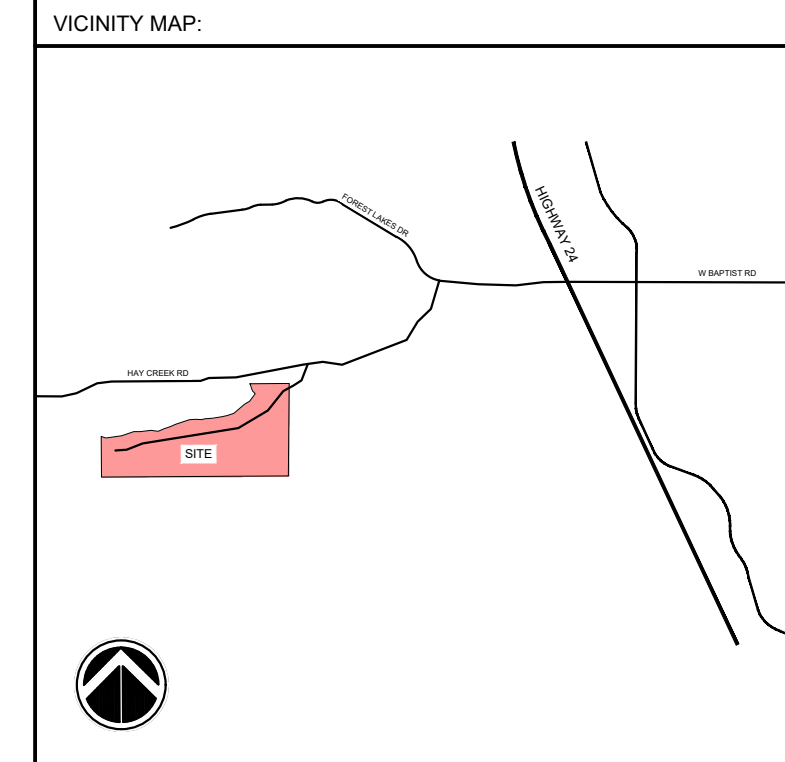 VICINITY MAP:
FOREST LAKES DR
HIGHWAY 24
W BAPTIST RD
HAY CREEK RD
SITE